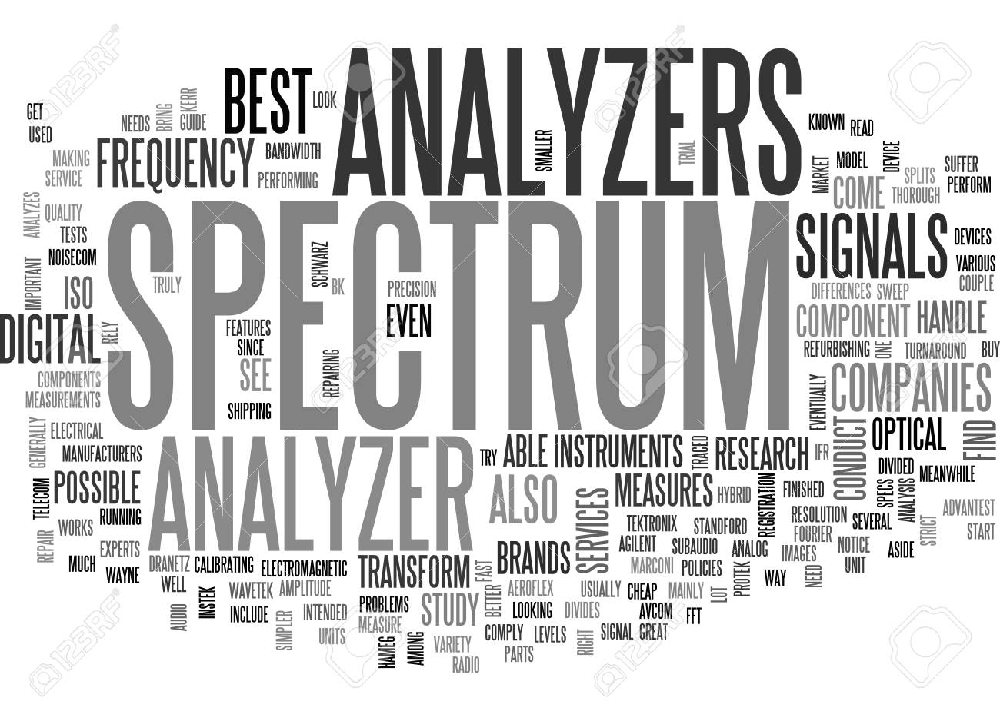 ANALYZERS
BEST
LOOK
KERR
BRING
GUIDE
NEEDS
GET
USED
FREQUENCY
BANDWIDTH
PERFORMING
MAKING
SERVICE
SMALLER
TRIAL
KNOWN
READ
MARKET
MODEL
DEVICE
COME
SPLITS
THOROUGH
SUFFER
PERFORM
ANALYZES
QUALITY
TESTS
NOISECOM
SPECTRUM
SIGNALS
DEVICES
VARIOUS
COUPLE
IMPORTANT
ISO
TRULY
SCHWARZ
BK
PRECISION
DIFFERENCES
SWEEP
DIGITAL
RELY
FEATURES
SINCE
EVEN
COMPONENT
HANDLE
REFURBISHING
ONE
TURNAROUND
BUY
COMPONENTS
MEASUREMENTS
SEE
REPAIRING
SHIPPING
COMPANIES
EVENTUALLY
GENERALLY
ELECTRICAL
MANUFACTURERS
ANALYZER
TRY
ABLE
INSTRUMENTS
TRACED
RESEARCH
IFR
CONDUCT
OPTICAL
FIND
DIVIDED
MEANWHILE
POSSIBLE
TELECOM
RUNNING
ALSO
MEASURES
HYBRID
REGISTRATION
FINISHED
SPECS
ANALYSIS
REPAIR
WORKS
SERVICES
TEKTRONIX
STANDFORD
RESOLUTION
SEVERAL
STRICT
ADVANTEST
START
MUCH
EXPERTS
WAYNE
DRANETZ
CALIBRATING
ELECTROMAGNETIC
TRANSFORM
FAST
BRANDS
AGILENT
SUBAUDIO
ANALOG
FOURIER
IMAGES
NOTICE
UNIT
ASIDE
WELL
WAVETEK
AMPLITUDE
MARCONI
POLICIES
PROTEK
WAY
NEED
AUDIO
INSTEK
INCLUDE
SIMPLER
INTENDED
UNITS
PROBLEMS
MEASURE
STUDY
BETTER
AEROFLEX
LOOKING
USUALLY
CHEAP
MAINLY
LOT
DIVIDES
AVCOM
FFT
HAMEG
AMONG
VARIETY
RADIO
COMPLY
LEVELS
PARTS
RIGHT
SIGNAL
GREAT
123RF